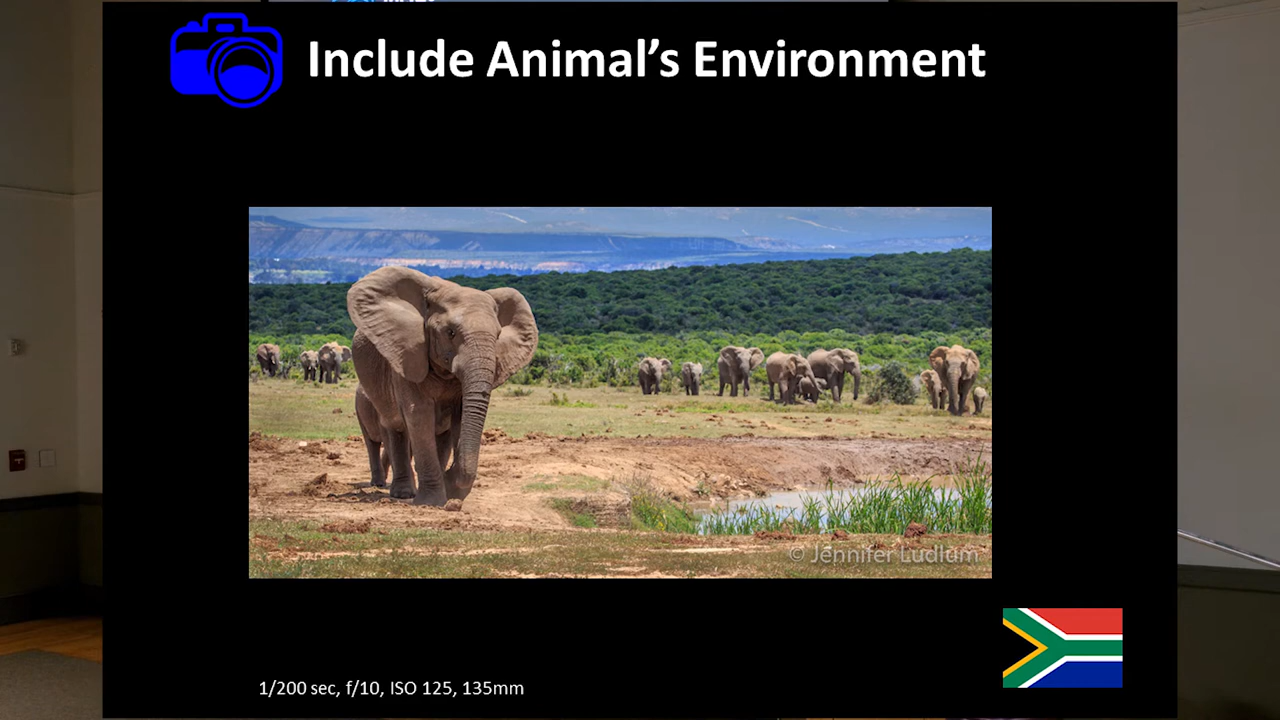 Include Animal’s Environment
© Jennifer Ludlum
1/200 sec, f/10, ISO 125, 135mm